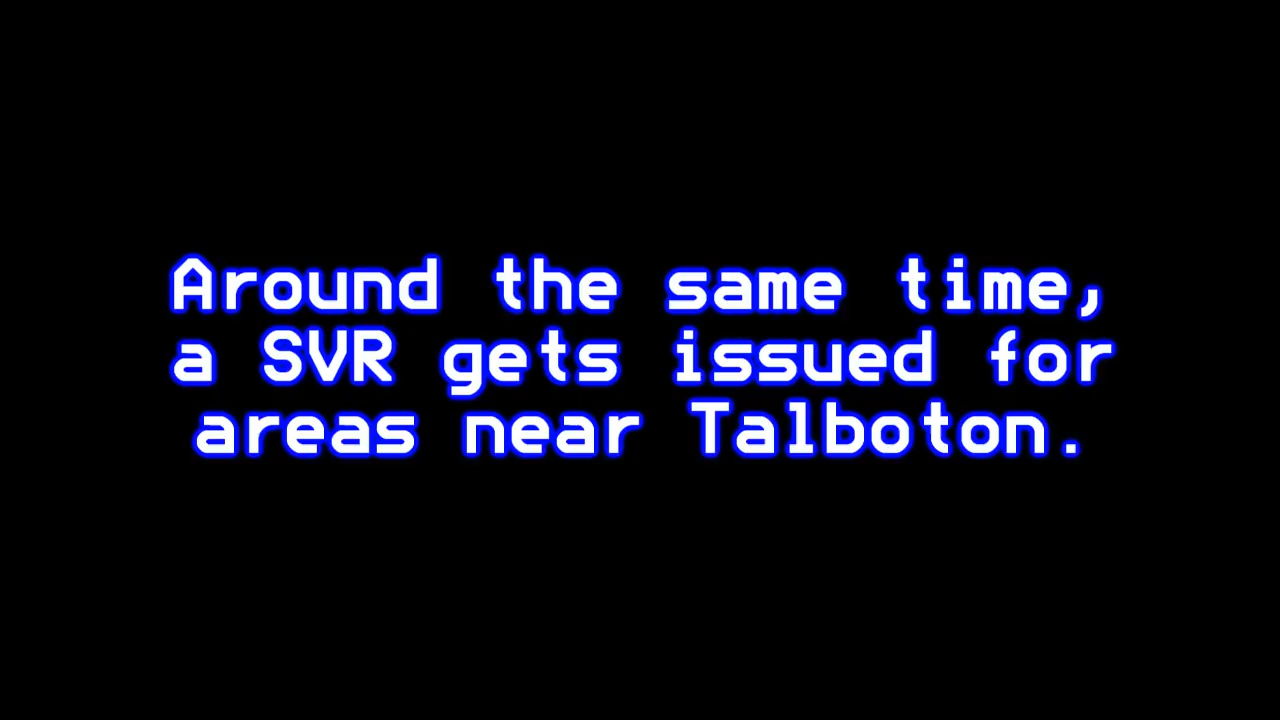 Around the same time,
a SVR gets issued for
areas near Talboton.